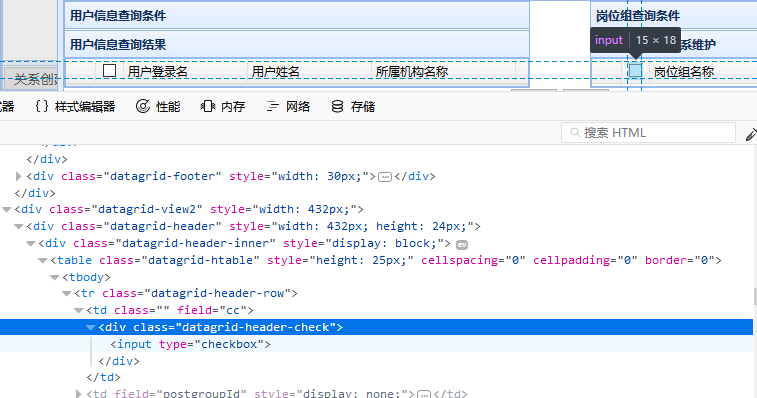 用户信息查询条件
岗位组查询条件
用户信息查询结果
input 15 × 18
系维护
关系创建
用户登录名 用户姓名 所属机构名称
岗位组名称
器 {} 样式编辑器 性能 内存 网络 存储
搜索 HTML
</div>
<div class="datagrid-footer" style="width: 30px;"></div>
</div>
<div class="datagrid-view2" style="width: 432px;">
<div class="datagrid-header" style="width: 432px; height: 24px;">
<div class="datagrid-header-inner" style="display: block;"> ev
<table class="datagrid-htable" style="height: 25px;" cellspacing="0" cellpadding="0" border="0">
<tbody>
<tr class="datagrid-header-row">
<td class="" field="cc">
<div class="datagrid-header-check">
<input type="checkbox">
</div>
</td>
<td field="postgroupId" style="display: none;"></td>